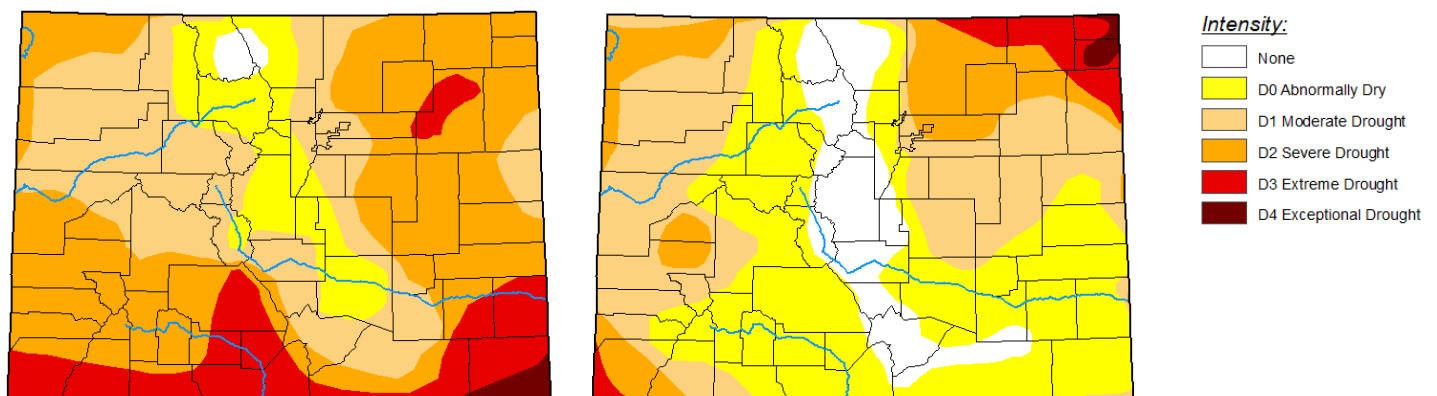 Intensity:
None
D0 Abnormally Dry
D1 Moderate Drought
D2 Severe Drought
D3 Extreme Drought
D4 Exceptional Drought